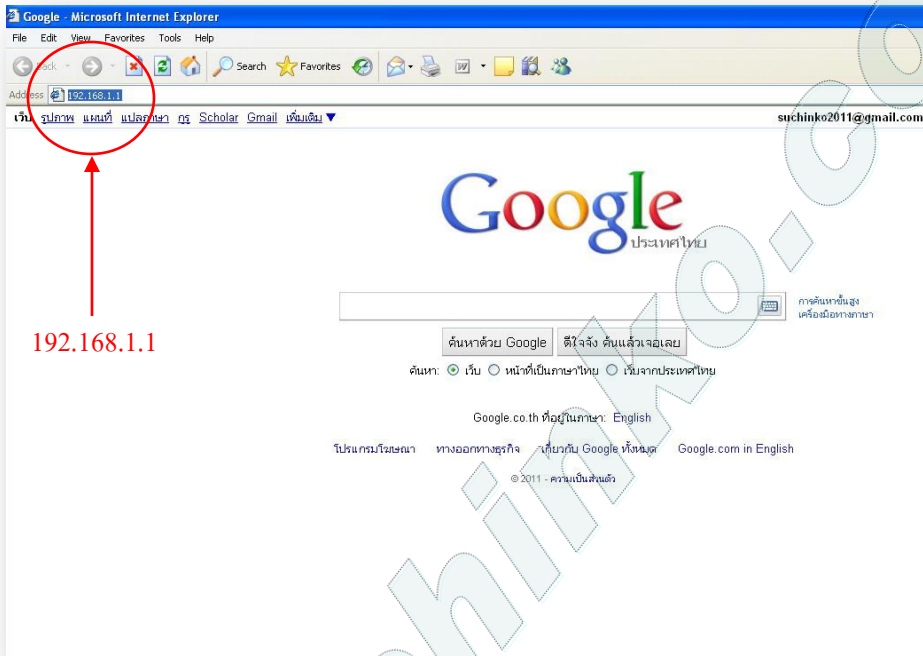 Google - Microsoft Internet Explorer
File Edit View Favorites Tools Help
Back Search Favorites
Address 192.168.1.1
เว็บ รูปภาพ แผนที่ แปลภาษา กูรู Scholar Gmail เพิ่มเติม ▼ suchinko2011@gmail.com
Google
ประเทศไทย
การค้นหาขั้นสูง
เครื่องมือทางภาษา
192.168.1.1
ค้นหาด้วย Google ดีใจจัง ค้นแล้วเจอเลย
ค้นหา: เว็บ หน้าที่เป็นภาษาไทย เว็บจากประเทศไทย
Google.co.th ที่อยู่ในภาษา: English
โปรแกรมโฆษณา ทางออกทางธุรกิจ เกี่ยวกับ Google ทั้งหมด Google.com in English
© 2011 - ความเป็นส่วนตัว
hinko.co